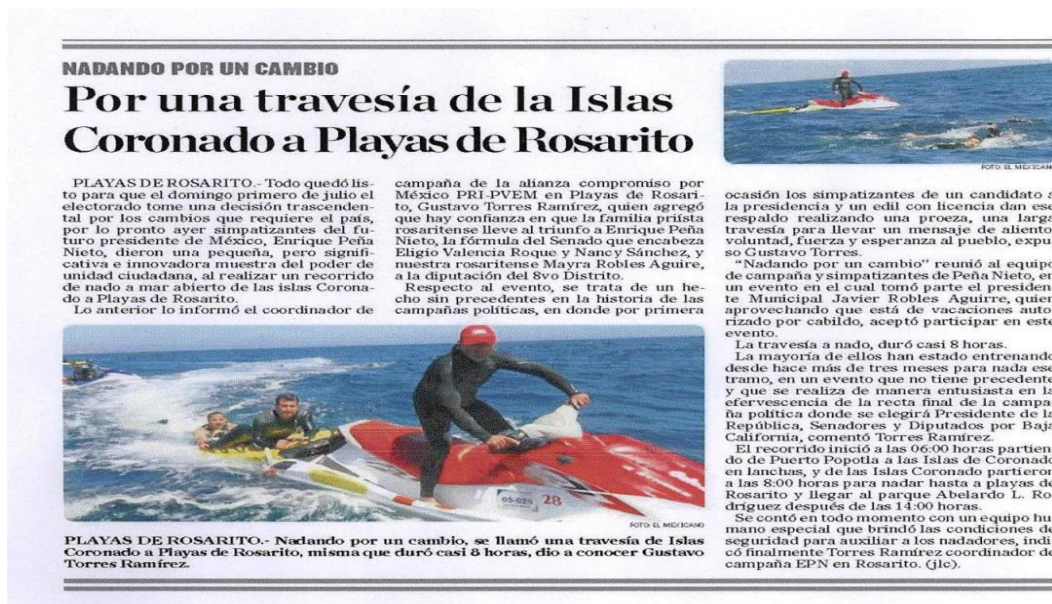 NADANDO POR UN CAMBIO
Por una travesía de la Islas
Coronado a Playas de Rosarito
PLAYAS DE ROSARITO.- Todo quedó lis-
to para que el domingo primero de julio el
electorado tome una decisión trascenden-
tal por los cambios que requiere el país,
por lo pronto ayer simpatizantes del fu-
turo presidente de México, Enrique Peña
Nieto, dieron una pequeña, pero signifi-
cativa e innovadora muestra del poder de
unidad ciudadana, al realizar un recorrido
de nado a mar abierto de las islas Corona-
do a Playas de Rosarito.
Lo anterior lo informó el coordinador de
campaña de la alianza compromiso por
México PRI-PVEM en Playas de Rosari-
to, Gustavo Torres Ramírez, quien agregó
que hay confianza en que la familia priísta
rosaritense lleve al triunfo a Enrique Peña
Nieto, la fórmula del Senado que encabeza
Eligio Valencia Roque y Nancy Sánchez, y
nuestra rosaritense Mayra Robles Aguire,
a la diputación del 8vo Distrito.
Respecto al evento, se trata de un he-
cho sin precedentes en la historia de las
campañas políticas, en donde por primera
FOTO: EL MEXICANO
ocasión los simpatizantes de un candidato a
la presidencia y un edil con licencia dan ese
respaldo realizando una proeza, una larga
travesía para llevar un mensaje de aliento,
voluntad, fuerza y esperanza al pueblo, expu-
so Gustavo Torres.
"Nadando por un cambio" reunió al equipo
de campaña y simpatizantes de Peña Nieto, en
un evento en el cual tomó parte el presiden-
te Municipal Javier Robles Aguirre, quien
aprovechando que está de vacaciones auto-
rizado por cabildo, aceptó participar en este
evento.
La travesía a nado, duró casi 8 horas.
La mayoría de ellos han estado entrenando
desde hace más de tres meses para nada ese
tramo, en un evento que no tiene precedente
y que se realiza de manera entusiasta en la
efervescencia de la recta final de la campa-
ña política donde se elegirá Presidente de la
República, Senadores y Diputados por Baja
California, comentó Torres Ramírez.
El recorrido inició a las 06:00 horas partien-
do de Puerto Popotla a las Islas de Coronado
en lanchas, y de las Islas Coronado partieron
a las 8:00 horas para nadar hasta a playas de
Rosarito y llegar al parque Abelardo L. Ro-
dríguez después de las 14:00 horas.
Se contó en todo momento con un equipo hu-
mano especial que brindó las condiciones de
seguridad para auxiliar a los nadadores, indi-
có finalmente Torres Ramírez coordinador de
campaña EPN en Rosarito. (jlc).
05-025 28
FOTO: EL MEXICANO
PLAYAS DE ROSARITO.- Nadando por un cambio, se llamó una travesía de Islas
Coronado a Playas de Rosarito, misma que duró casi 8 horas, dio a conocer Gustavo
Torres Ramírez.